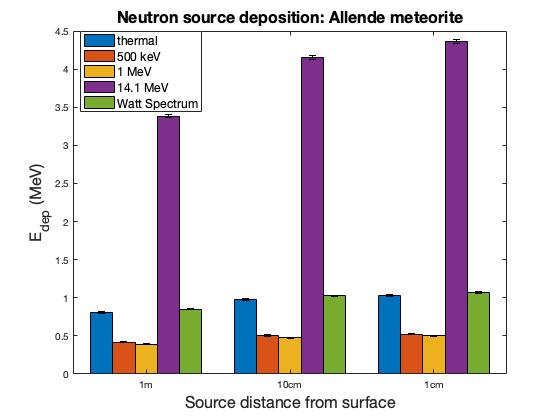 Neutron source deposition: Allende meteorite
4.5
4
3.5
3
2.5
2
1.5
1
0.5
0
E_dep (MeV)
thermal
500 keV
1 MeV
14.1 MeV
Watt Spectrum
1m 10cm 1cm
Source distance from surface